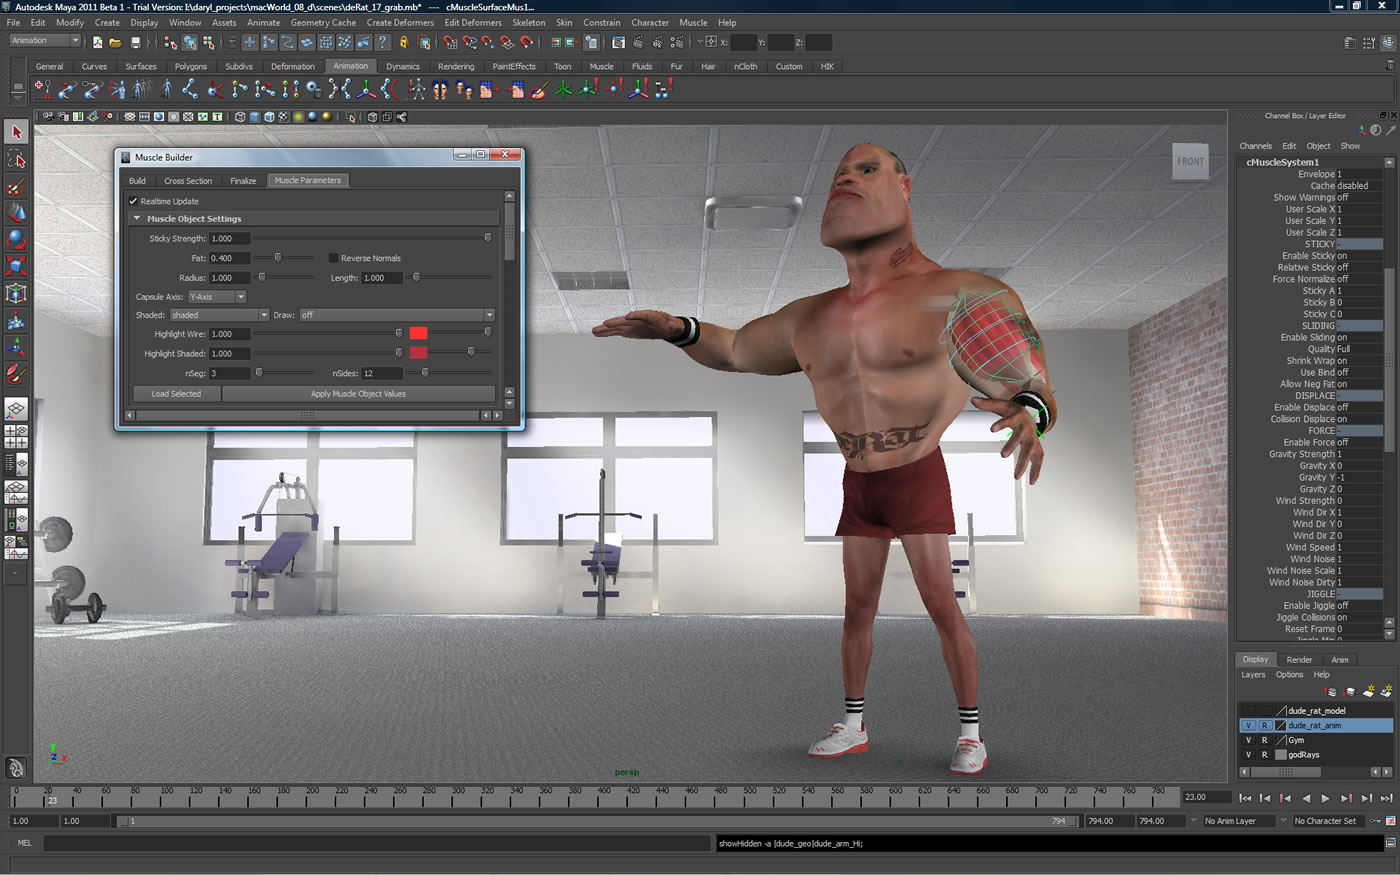 Autodesk Maya 2011 Beta 1 - Trial Version: I:\daryl_projects\macWorld_08_d\scenes\deRat_17_grab.mb*   ---   cMuscleSurfaceMus1...
File Edit Modify Create Display Window Assets Animate Geometry Cache Create Deformers Edit Deformers Skeleton Skin Constrain Character Muscle Help
Animation X: Y: Z:
General Curves Surfaces Polygons Subdivs Deformation Animation Dynamics Rendering PaintEffects Toon Muscle Fluids Fur Hair nCloth Custom HIK
Muscle Builder
Build Cross Section Finalize Muscle Parameters
Realtime Update
Muscle Object Settings
Sticky Strength: 1.000
Fat: 0.400 Reverse Normals
Radius: 1.000 Length: 1.000
Capsule Axis: Y-Axis
Shaded: shaded Draw: off
Highlight Wire: 1.000
Highlight Shaded: 1.000
nSeg: 3 nSides: 12
Load Selected Apply Muscle Object Values
FRONT
persp
Channel Box / Layer Editor
Channels Edit Object Show
cMuscleSystem1
Envelope 1
Cache disabled
Show Warnings off
User Scale X 1
User Scale Y 1
User Scale Z 1
STICKY -
Enable Sticky on
Relative Sticky off
Force Normalize off
Sticky A 1
Sticky B 0
Sticky C 0
SLIDING -
Enable Sliding on
Quality Full
Shrink Wrap on
Use Bind off
Allow Neg Fat on
DISPLACE -
Enable Displace off
Collision Displace on
FORCE -
Enable Force off
Gravity Strength 1
Gravity X 0
Gravity Y -1
Gravity Z 0
Wind Strength 0
Wind Dir X 1
Wind Dir Y 0
Wind Dir Z 0
Wind Speed 1
Wind Noise 1
Wind Noise Scale 1
Wind Noise Dirty 1
JIGGLE -
Enable Jiggle off
Jiggle Collisions on
Reset Frame 0
Display Render Anim
Layers Options Help
dude_rat_model
V R dude_rat_anim
V R Gym
V R godRays
0 20 40 60 80 100 120 140 160 180 200 220 240 260 280 300 320 340 360 380 400 420 440 460 480 500 520 540 560 580 600 620 640 660 680 700 720 740 760 780
23
23.00
1.00 1.00 1 794 794.00 794.00 No Anim Layer No Character Set
MEL showHidden -a |dude_geo|dude_arm_Hi;